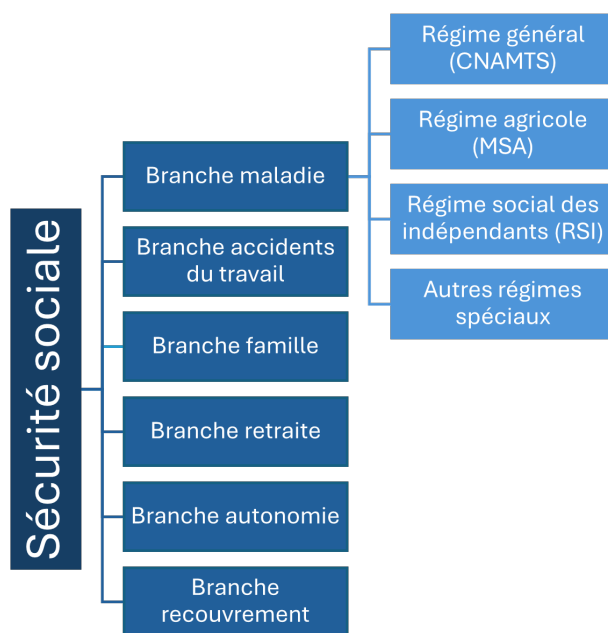 Sécurité sociale
Branche maladie
Branche accidents
du travail
Branche famille
Branche retraite
Branche autonomie
Branche
recouvrement
Régime général
(CNAMTS)
Régime agricole
(MSA)
Régime social des
indépendants (RSI)
Autres régimes
spéciaux